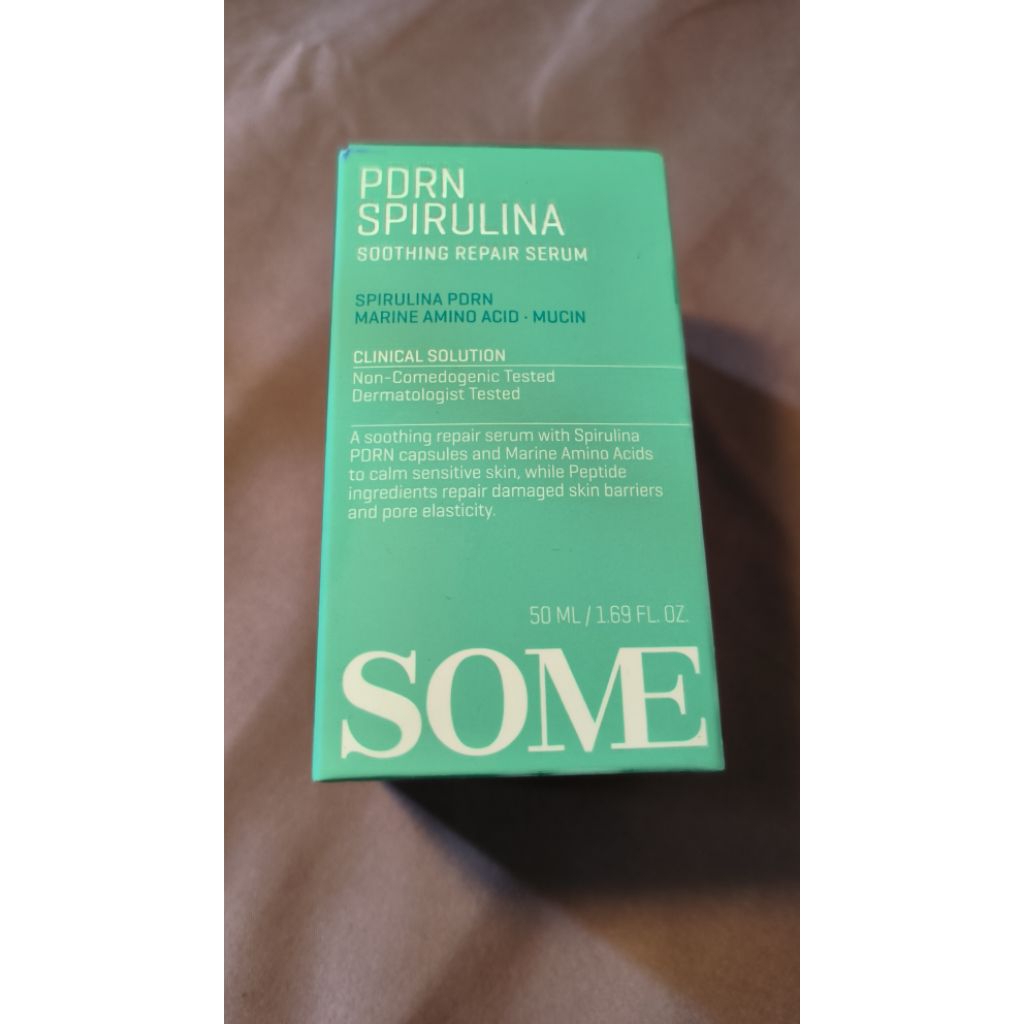 PDRN
SPIRULINA
SOOTHING REPAIR SERUM
SPIRULINA PDRN
MARINE AMINO ACID · MUCIN
CLINICAL SOLUTION
Non-Comedogenic Tested
Dermatologist Tested
A soothing repair serum with Spirulina
PDRN capsules and Marine Amino Acids
to calm sensitive skin, while Peptide
ingredients repair damaged skin barriers
and pore elasticity.
50 ML / 1.69 FL. OZ.
SOME